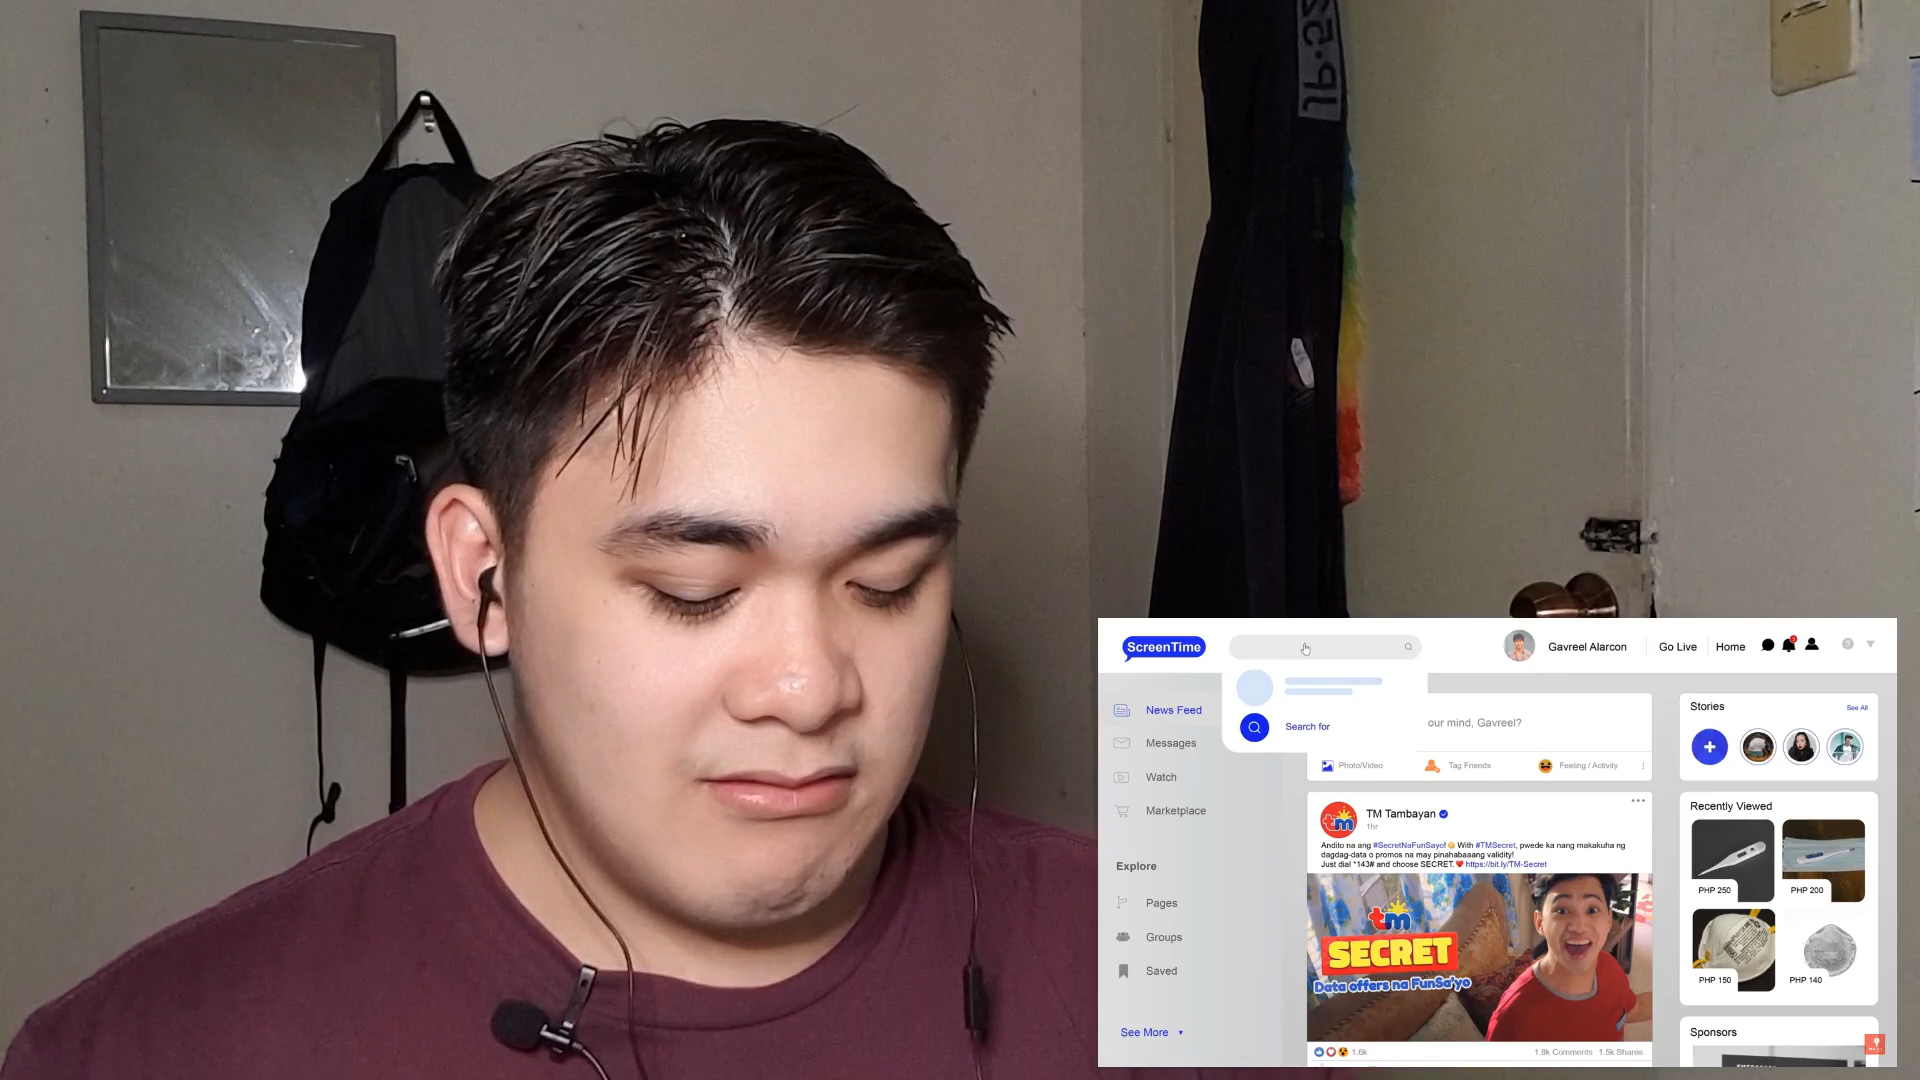 JP.52
ScreenTime
Gavreel Alarcon
Go Live
Home
News Feed
Messages
Watch
Marketplace
Explore
Pages
Groups
Saved
See More
Search for
our mind, Gavreel?
Photo/Video
Tag Friends
Feeling / Activity
TM Tambayan
1hr
Andito na ang #SecretNaFunSayo! 😊 With #TMSecret, pwede ka nang makakuha ng
dagdag-data o promos na may pinahabaaang validity!
Just dial *143# and choose SECRET. ❤ https://bit.ly/TM-Secret
tm
SECRET
Data offers na FunSa'yo
1.6k
1.8k Comments 1.5k Shares
Stories
See All
Recently Viewed
PHP 250
PHP 200
PHP 150
PHP 140
Sponsors